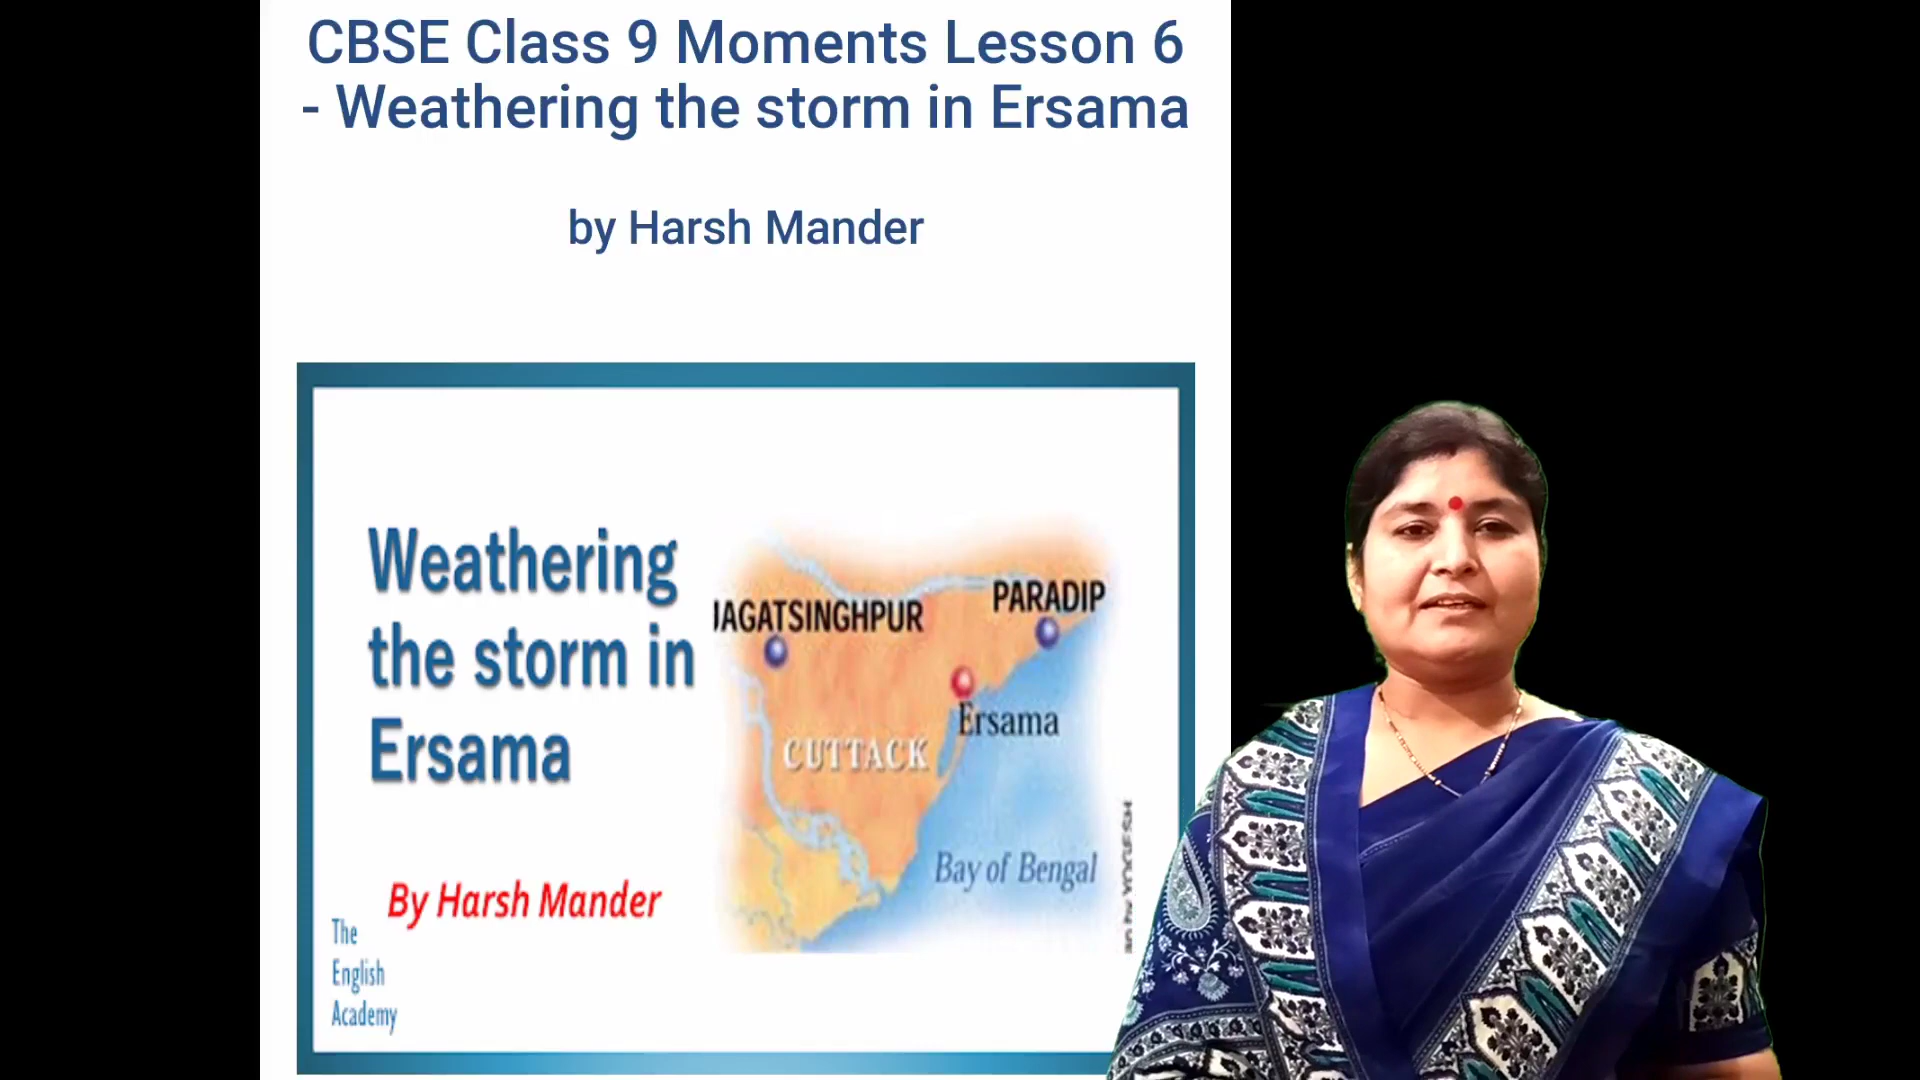 CBSE Class 9 Moments Lesson 6
- Weathering the storm in Ersama
by Harsh Mander
Weathering
the storm in
Ersama
By Harsh Mander
The
English
Academy
JAGATSINGHPUR
PARADIP
Ersama
CUTTACK
Bay of Bengal